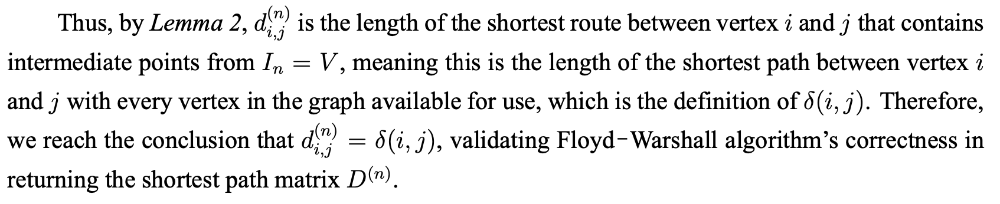 Thus, by Lemma 2, $d_{i,j}^{(n)}$ is the length of the shortest route between vertex $i$ and $j$ that contains
intermediate points from $I_n = V$, meaning this is the length of the shortest path between vertex $i$
and $j$ with every vertex in the graph available for use, which is the definition of $\delta(i, j)$. Therefore,
we reach the conclusion that $d_{i,j}^{(n)} = \delta(i, j)$, validating Floyd-Warshall algorithm’s correctness in
returning the shortest path matrix $D^{(n)}$.